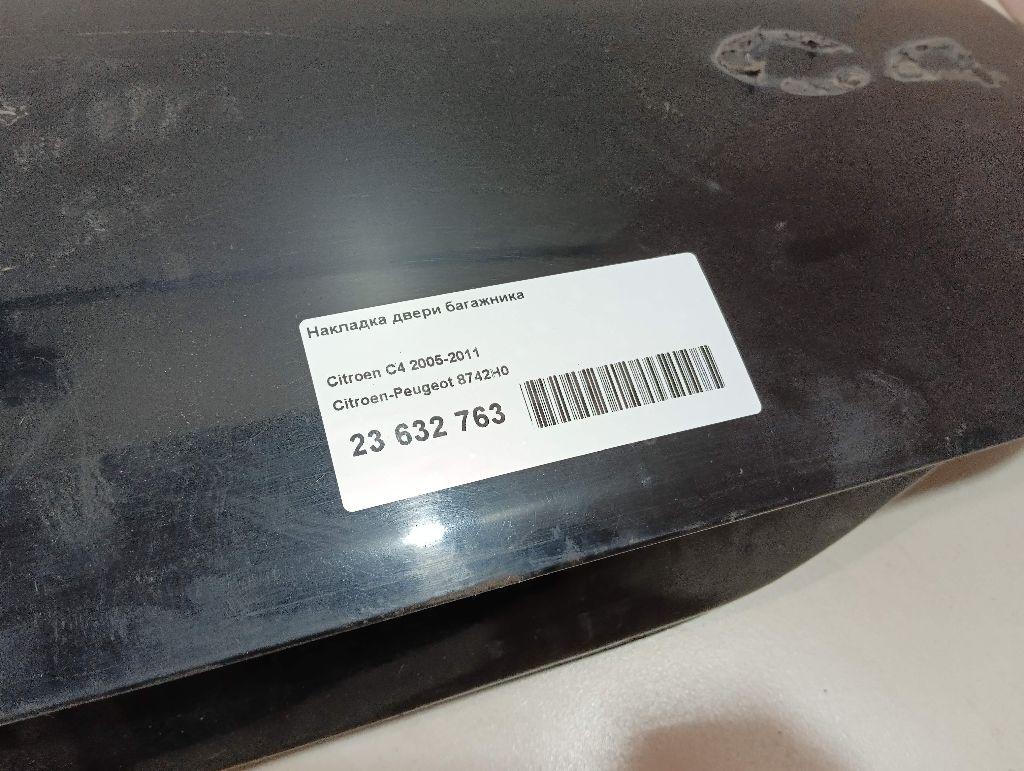 Накладка двери багажника
Citroen C4 2005-2011
Citroen-Peugeot 8742H0
23 632 763